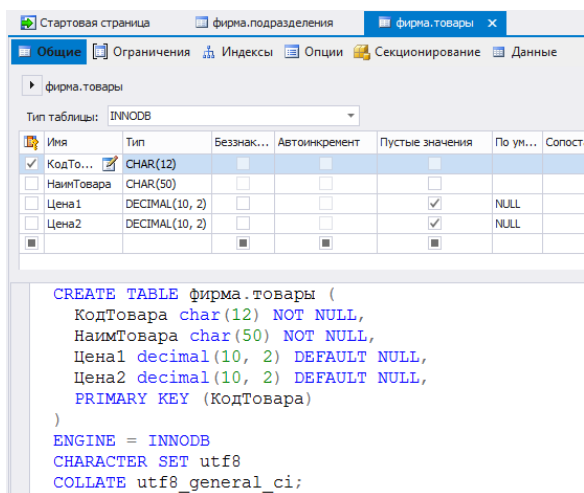 Стартовая страница фирма.подразделения фирма.товары
Общие Ограничения Индексы Опции Секционирование Данные
фирма.товары
Тип таблицы: INNODB
Имя Тип Беззнак... Автоинкремент Пустые значения По ум... Сопост
КодТо... CHAR(12)
НаимТовара CHAR(50)
Цена1 DECIMAL(10, 2) NULL
Цена2 DECIMAL(10, 2) NULL
CREATE TABLE фирма.товары (
КодТовара char(12) NOT NULL,
НаимТовара char(50) NOT NULL,
Цена1 decimal(10, 2) DEFAULT NULL,
Цена2 decimal(10, 2) DEFAULT NULL,
PRIMARY KEY (КодТовара)
)
ENGINE = INNODB
CHARACTER SET utf8
COLLATE utf8_general_ci;